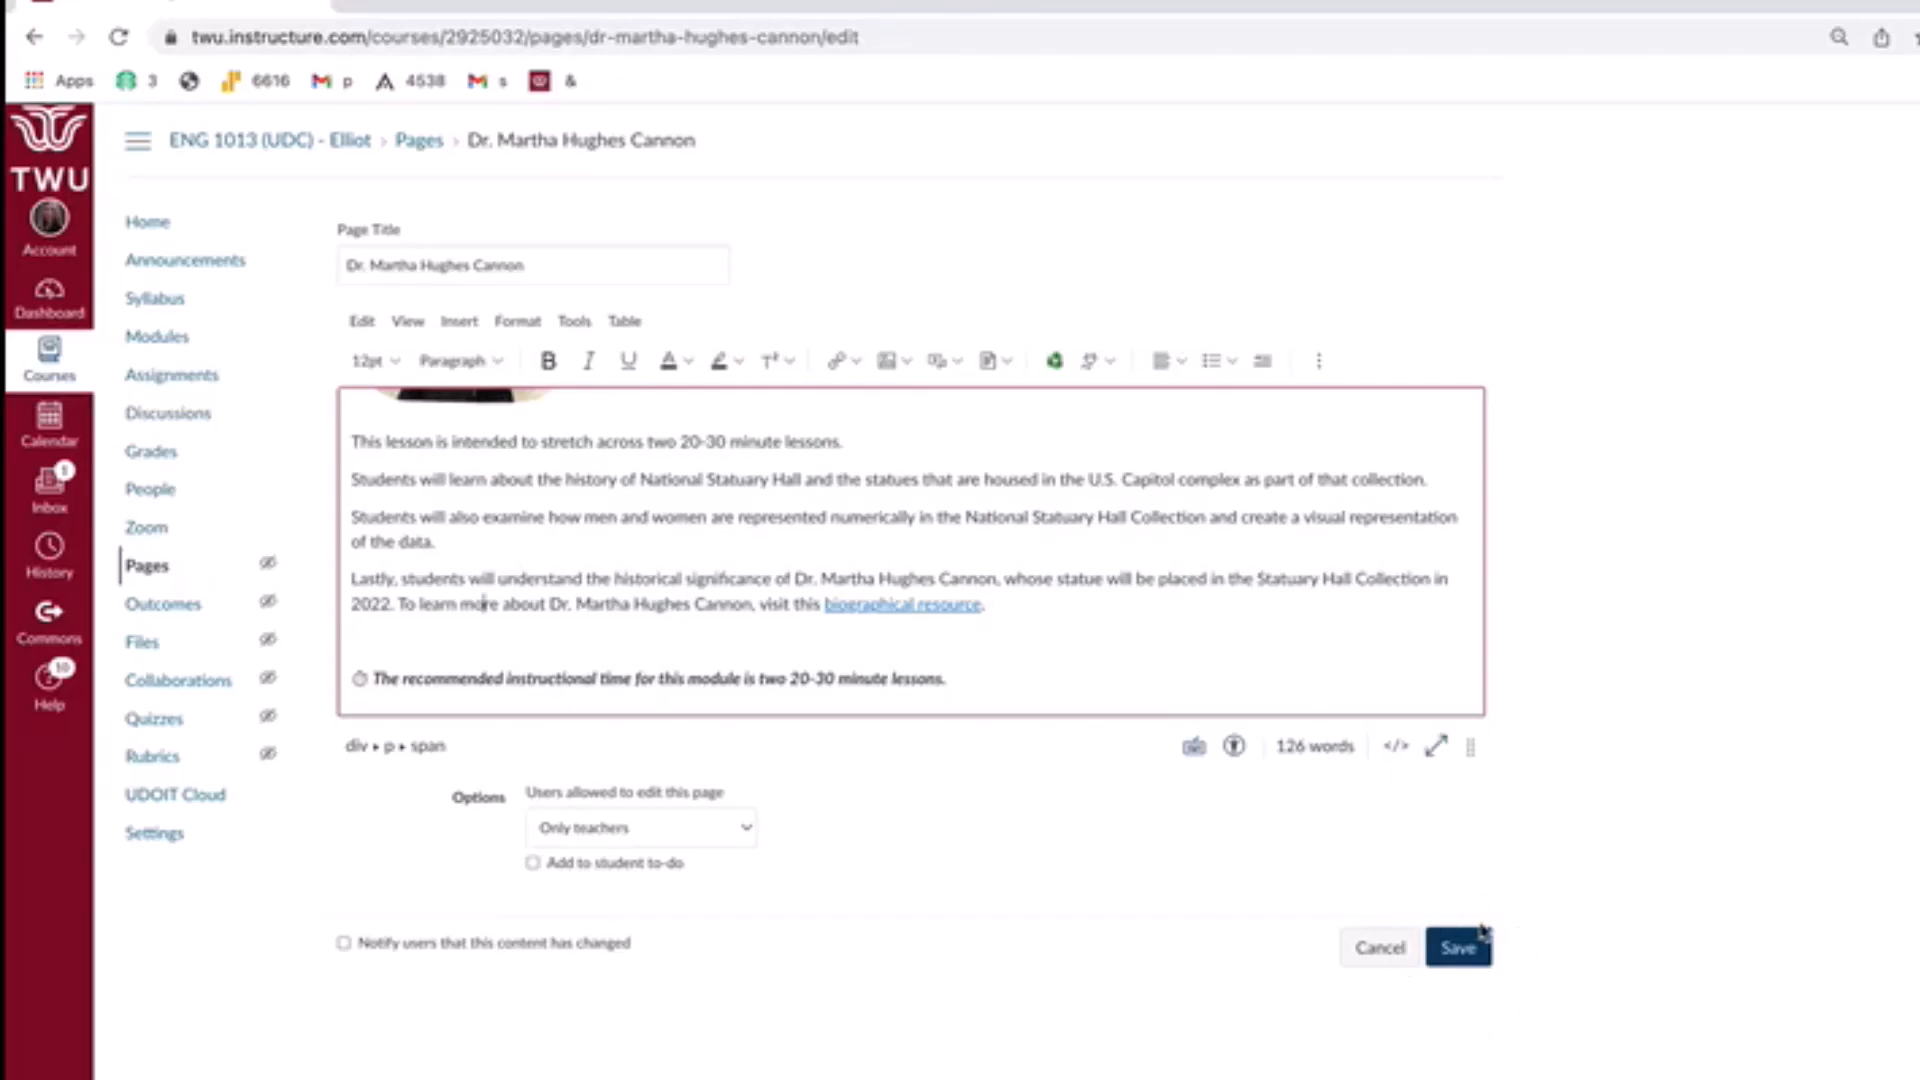 twu.instructure.com/courses/2925032/pages/dr-martha-hughes-cannon/edit
Apps 3 6616 p 4538 s &
TWU
Account
Dashboard
Courses
Calendar
1
Inbox
History
Commons
10
Help
ENG 1013 (UDC) - Elliot › Pages › Dr. Martha Hughes Cannon
Home
Announcements
Syllabus
Modules
Assignments
Discussions
Grades
People
Zoom
Pages
Outcomes
Files
Collaborations
Quizzes
Rubrics
UDOIT Cloud
Settings
Page Title
Dr. Martha Hughes Cannon
Edit View Insert Format Tools Table
12pt Paragraph B I U A
This lesson is intended to stretch across two 20-30 minute lessons.
Students will learn about the history of National Statuary Hall and the statues that are housed in the U.S. Capitol complex as part of that collection.
Students will also examine how men and women are represented numerically in the National Statuary Hall Collection and create a visual representation
of the data.
Lastly, students will understand the historical significance of Dr. Martha Hughes Cannon, whose statue will be placed in the Statuary Hall Collection in
2022. To learn more about Dr. Martha Hughes Cannon, visit this biographical resource.
The recommended instructional time for this module is two 20-30 minute lessons.
div ▸ p ▸ span
126 words </>
Options
Users allowed to edit this page
Only teachers
Add to student to-do
Notify users that this content has changed
Cancel Save